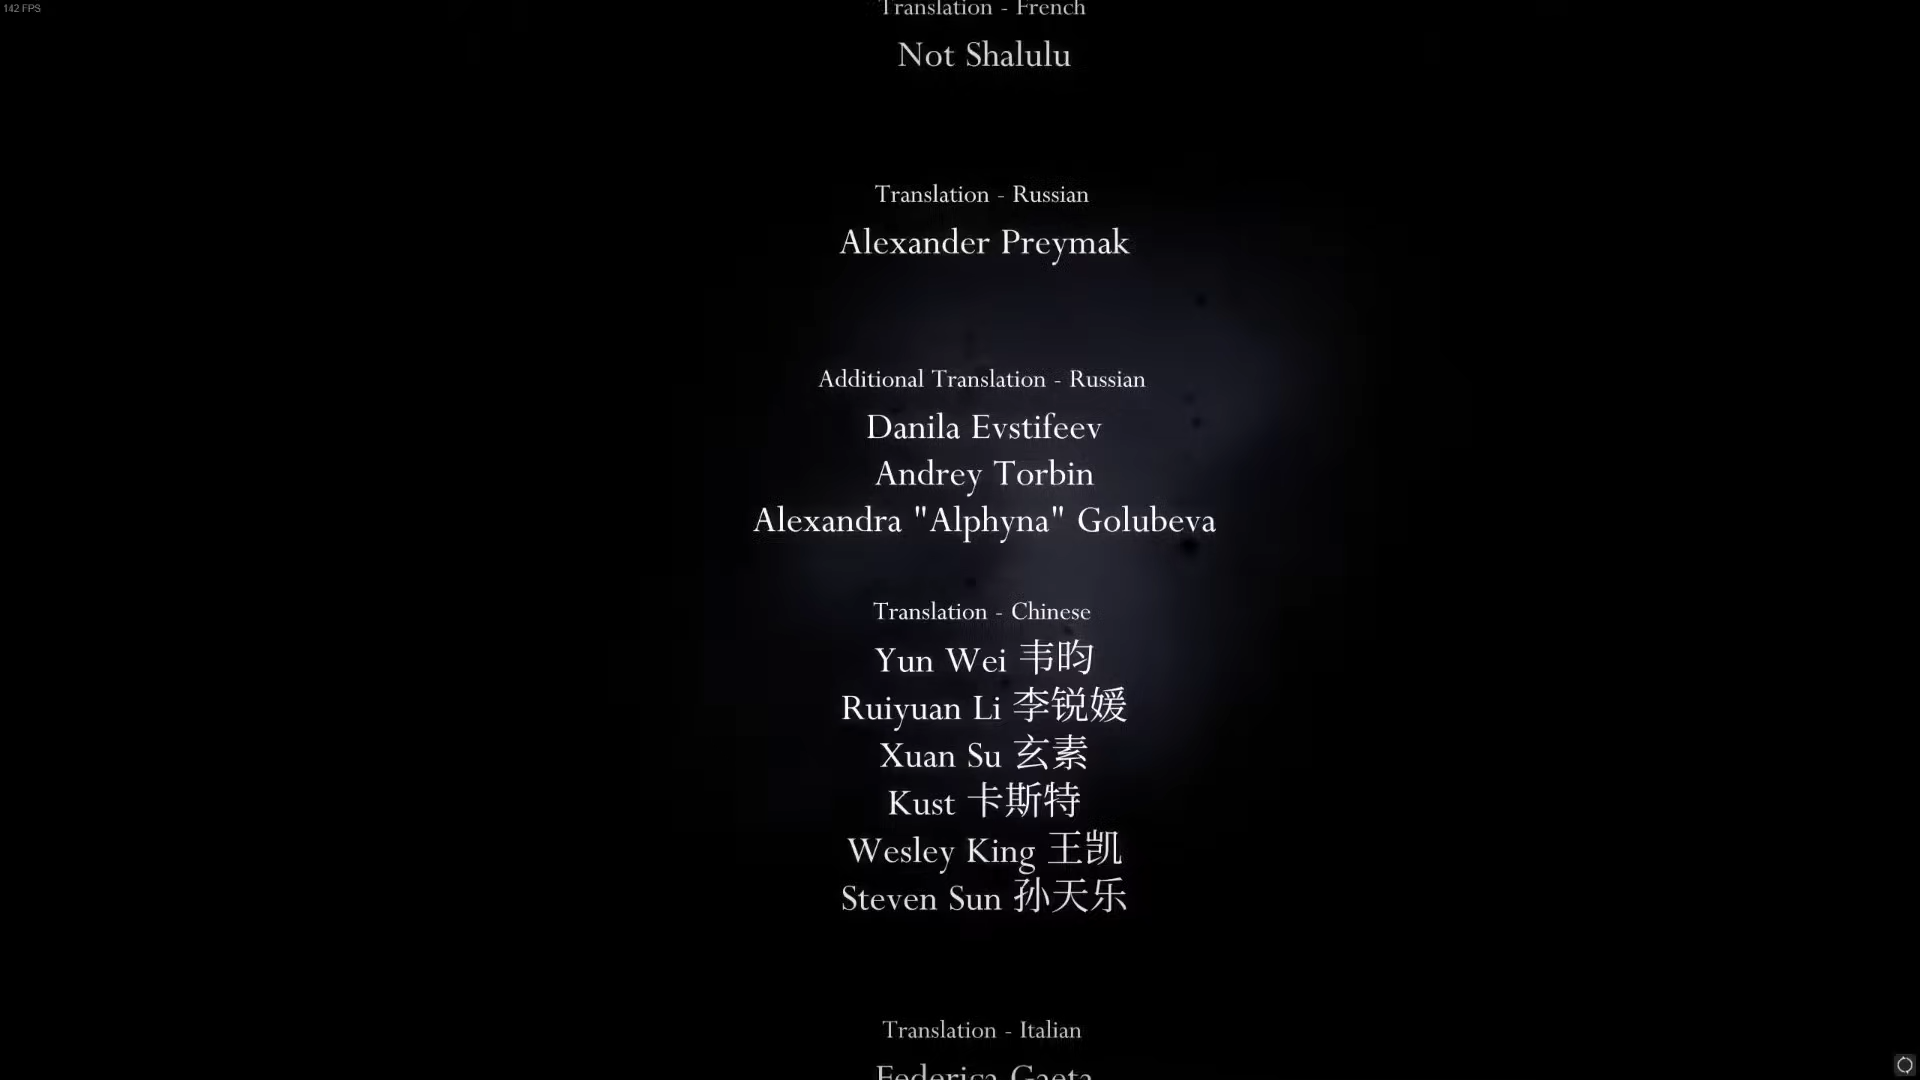 142 FPS
Translation - French
Not Shalulu
Translation - Russian
Alexander Preymak
Additional Translation - Russian
Danila Evstifeev
Andrey Torbin
Alexandra "Alphyna" Golubeva
Translation - Chinese
Yun Wei 韦昀
Ruiyuan Li 李锐媛
Xuan Su 玄素
Kust 卡斯特
Wesley King 王凯
Steven Sun 孙天乐
Translation - Italian
Federica Gaeta